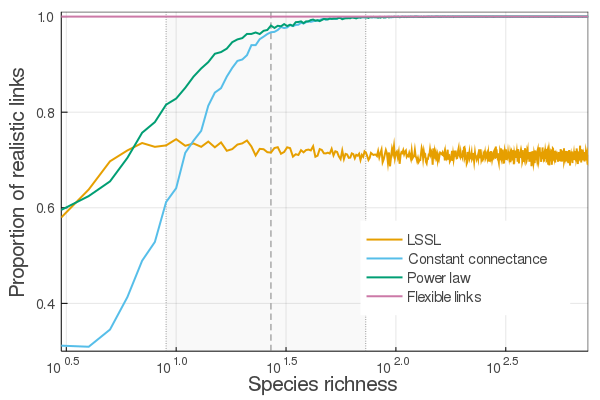 1.0
0.8
0.6
0.4
Proportion of realistic links
LSSL
Constant connectance
Power law
Flexible links
10^0.5 10^1.0 10^1.5 10^2.0 10^2.5
Species richness